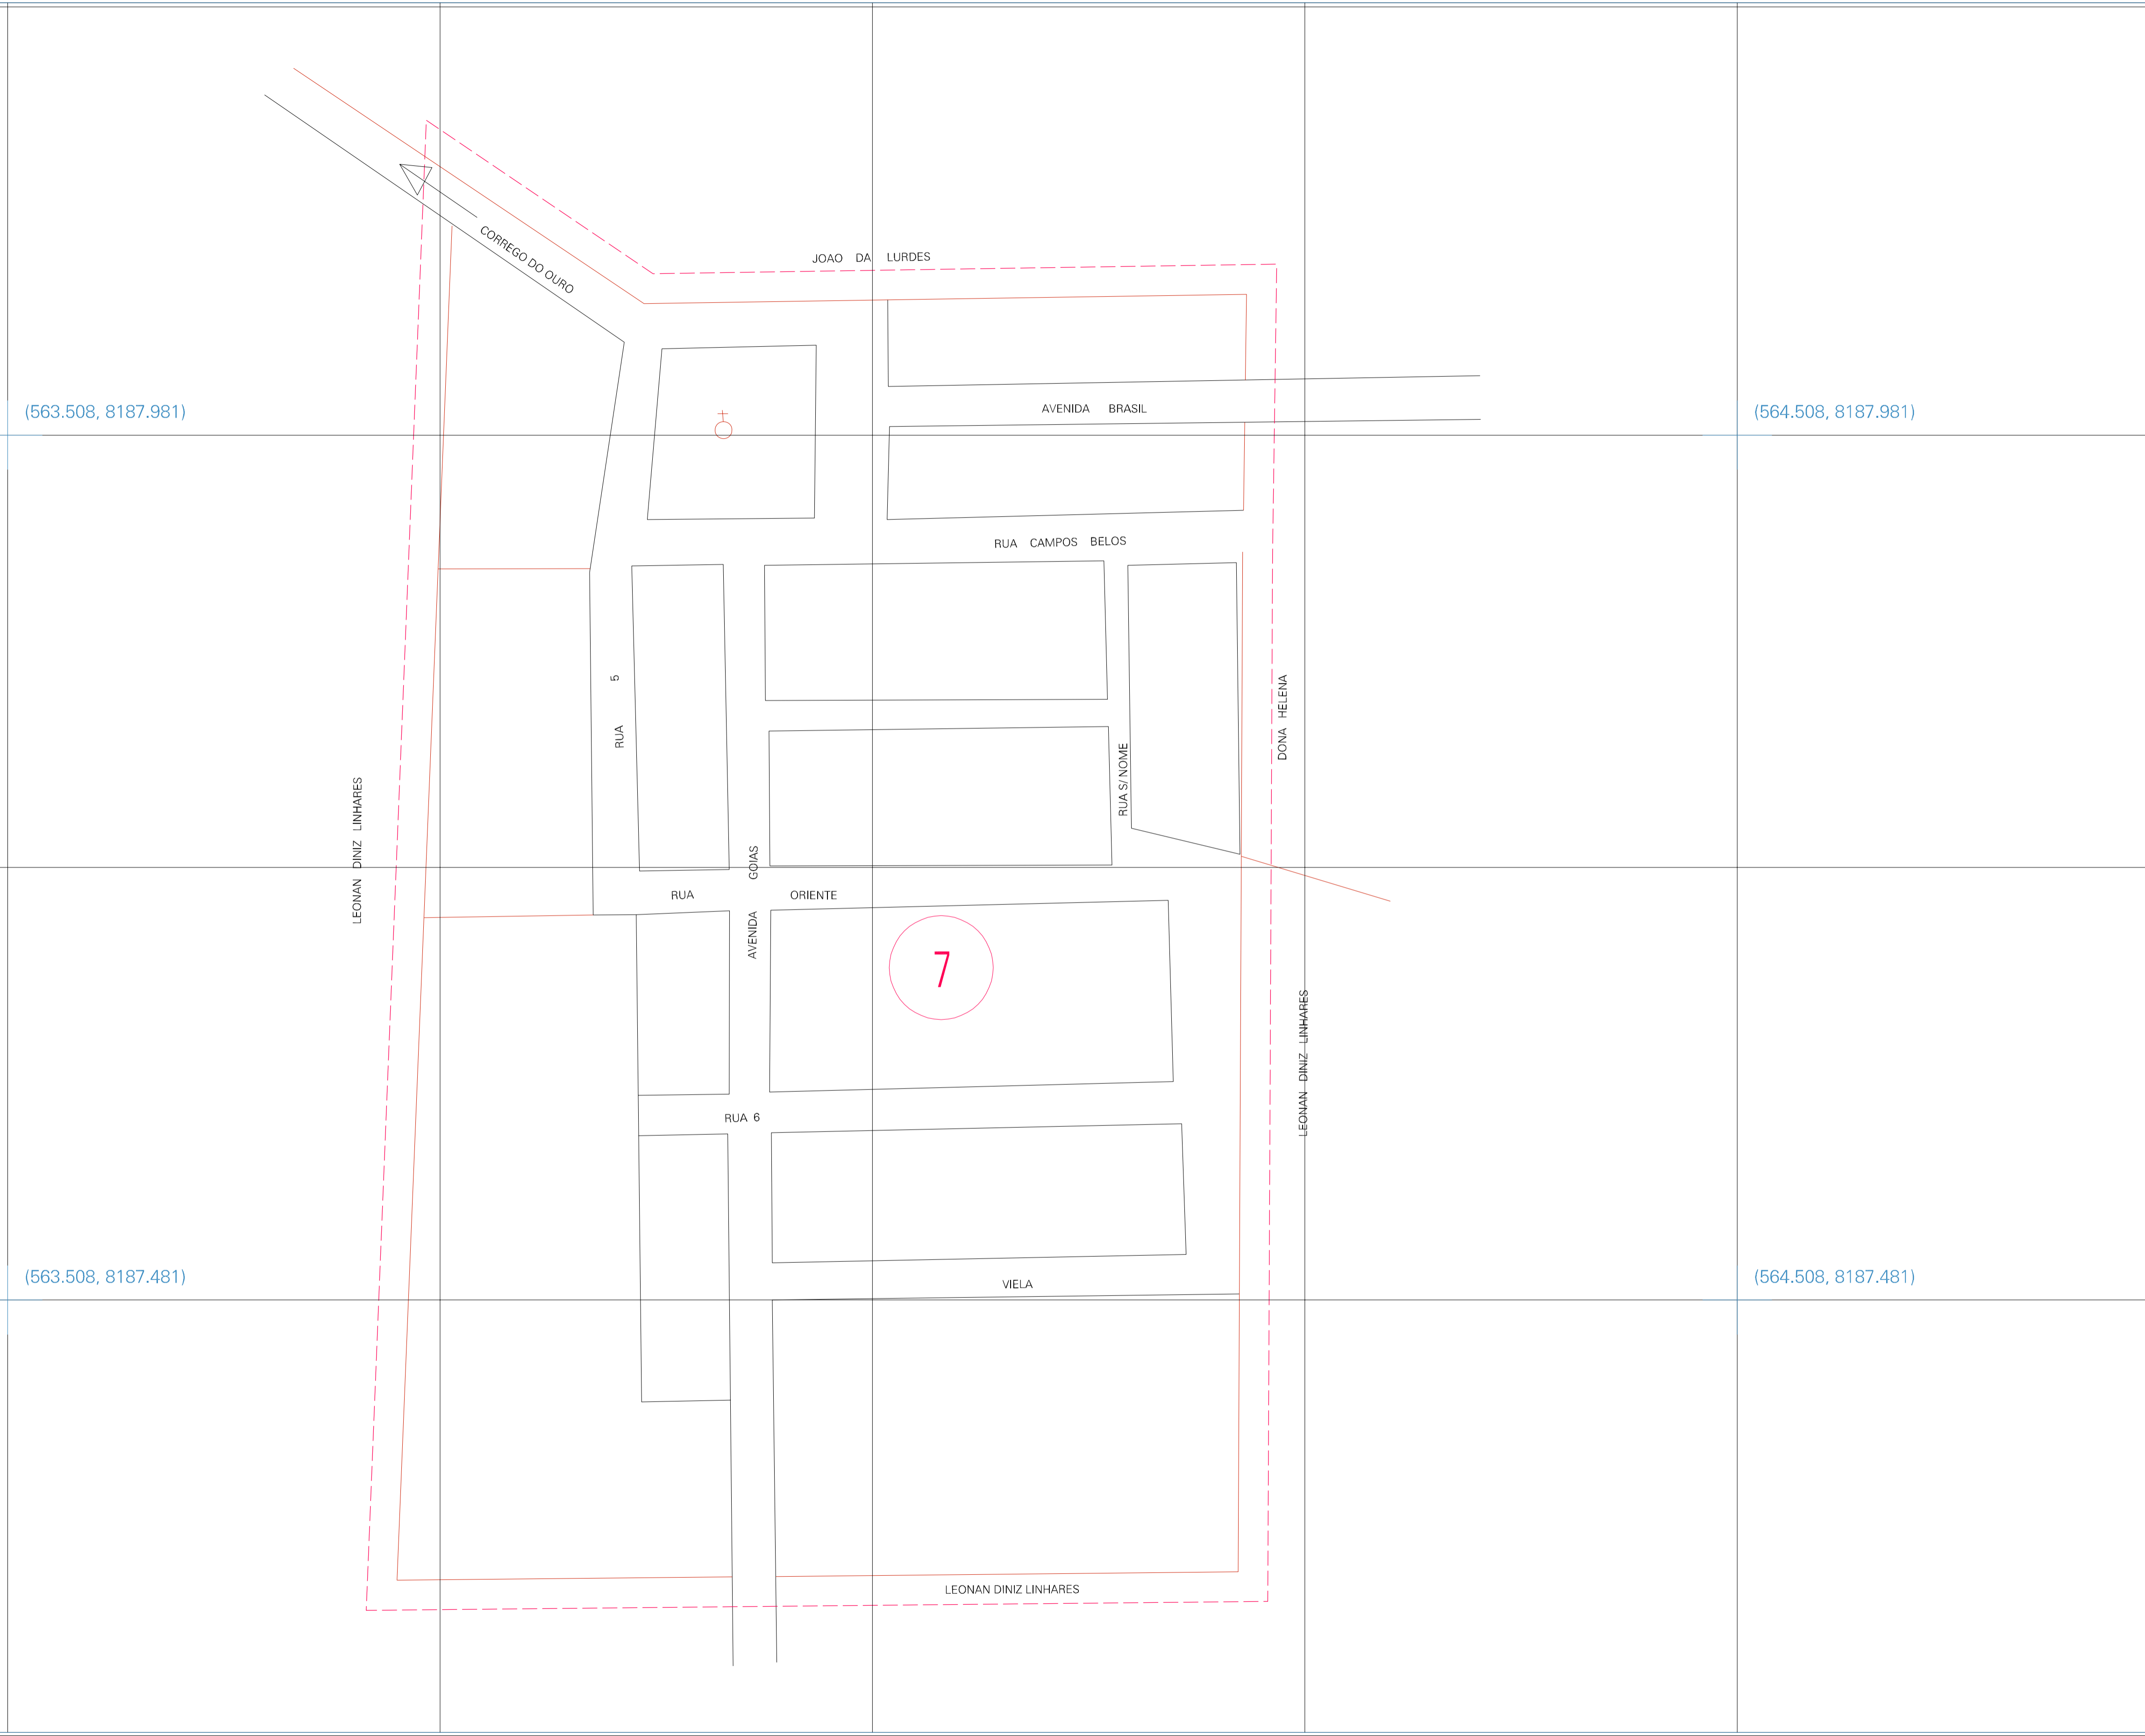 CORREGO DO OURO
JOAO DA LURDES
(563.508, 8187.981)
AVENIDA BRASIL
(564.508, 8187.981)
RUA CAMPOS BELOS
RUA 5
DONA HELENA
RUA S/ NOME
LEONAN DINIZ LINHARES
AVENIDA GOIAS
RUA ORIENTE
7
LEONAN DINIZ LINHARES
RUA 6
(563.508, 8187.481)
VIELA
(564.508, 8187.481)
LEONAN DINIZ LINHARES